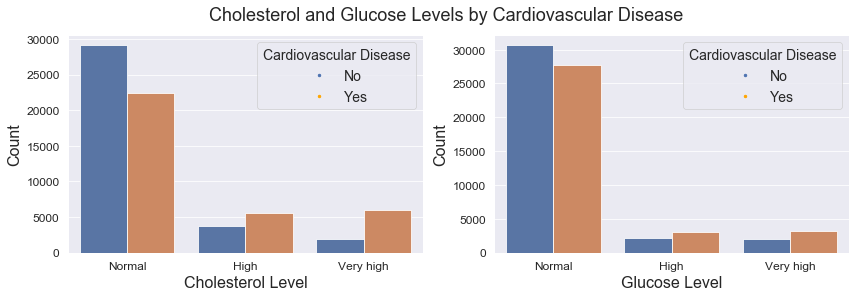 Cholesterol and Glucose Levels by Cardiovascular Disease
30000
25000
20000
15000
10000
5000
0
Count
Cardiovascular Disease
No
Yes
Normal
High
Very high
Cholesterol Level
30000
25000
20000
15000
10000
5000
0
Count
Cardiovascular Disease
No
Yes
Normal
High
Very high
Glucose Level